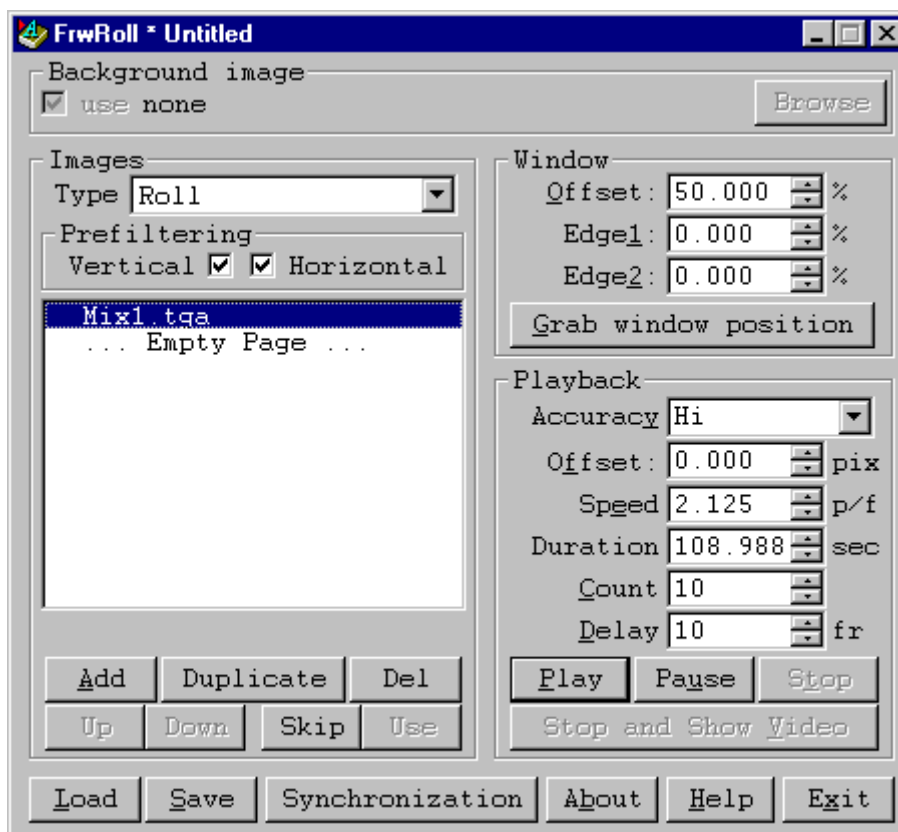 FrwRoll * Untitled
Background image
use none
Browse
Images
Type Roll
Prefiltering
Vertical Horizontal
Mix1.tga
... Empty Page ...
Add Duplicate Del
Up Down Skip Use
Window
Offset: 50.000 %
Edge1: 0.000 %
Edge2: 0.000 %
Grab window position
Playback
Accuracy Hi
Offset: 0.000 pix
Speed 2.125 p/f
Duration 108.988 sec
Count 10
Delay 10 fr
Play Pause Stop
Stop and Show Video
Load Save Synchronization About Help Exit